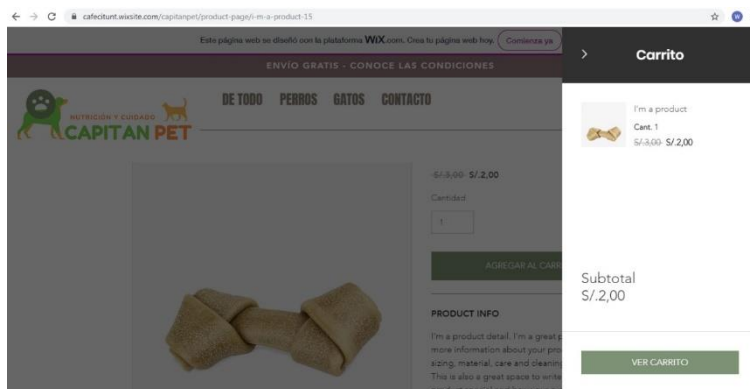 cafecitunt.wixsite.com/capitanpet/product-page/i-m-a-product-15
W
Este página web se diseñó con la plataforma WiX.com. Crea tu página web hoy. Comienza ya
ENVÍO GRATIS - CONOCE LAS CONDICIONES
NUTRICIÓN Y CUIDADO
CAPITAN PET
DE TODO PERROS GATOS CONTACTO
S/.3,00 S/.2,00
Cantidad
1
AGREGAR AL CARR
PRODUCT INFO
I'm a product detail. I'm a great p
more information about your pro
sizing, material, care and cleaning
This is also a great space to write
Carrito
I'm a product
Cant. 1
S/.3,00 S/.2,00
Subtotal
S/.2,00
VER CARRITO